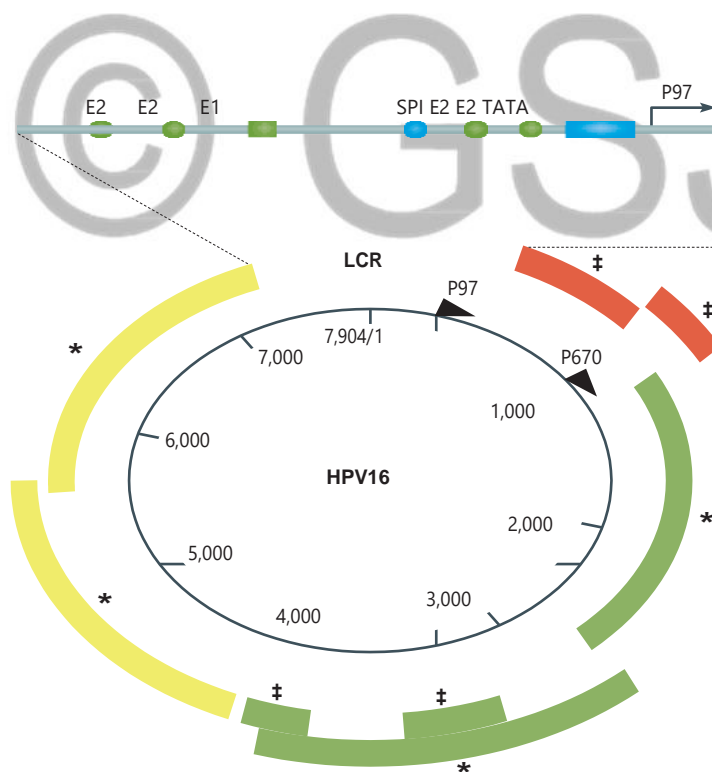 © GSJ
P97
E2 E2 E1 SPI E2 E2 TATA
LCR
‡
P97
‡
7,904/1
*
7,000
P670
1,000
6,000
HPV16
*
2,000
5,000
*
3,000
4,000
‡
‡
*